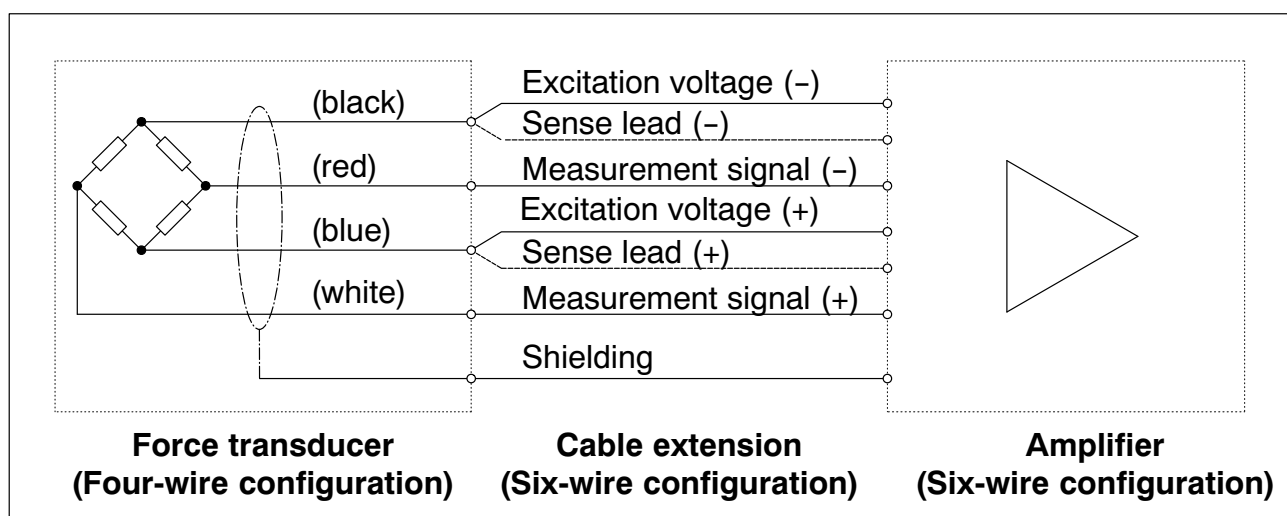 Excitation voltage (–)
(black)
Sense lead (–)
(red)
Measurement signal (–)
Excitation voltage (+)
(blue)
Sense lead (+)
(white)
Measurement signal (+)
Shielding
Force transducer
(Four-wire configuration)
Cable extension
(Six-wire configuration)
Amplifier
(Six-wire configuration)